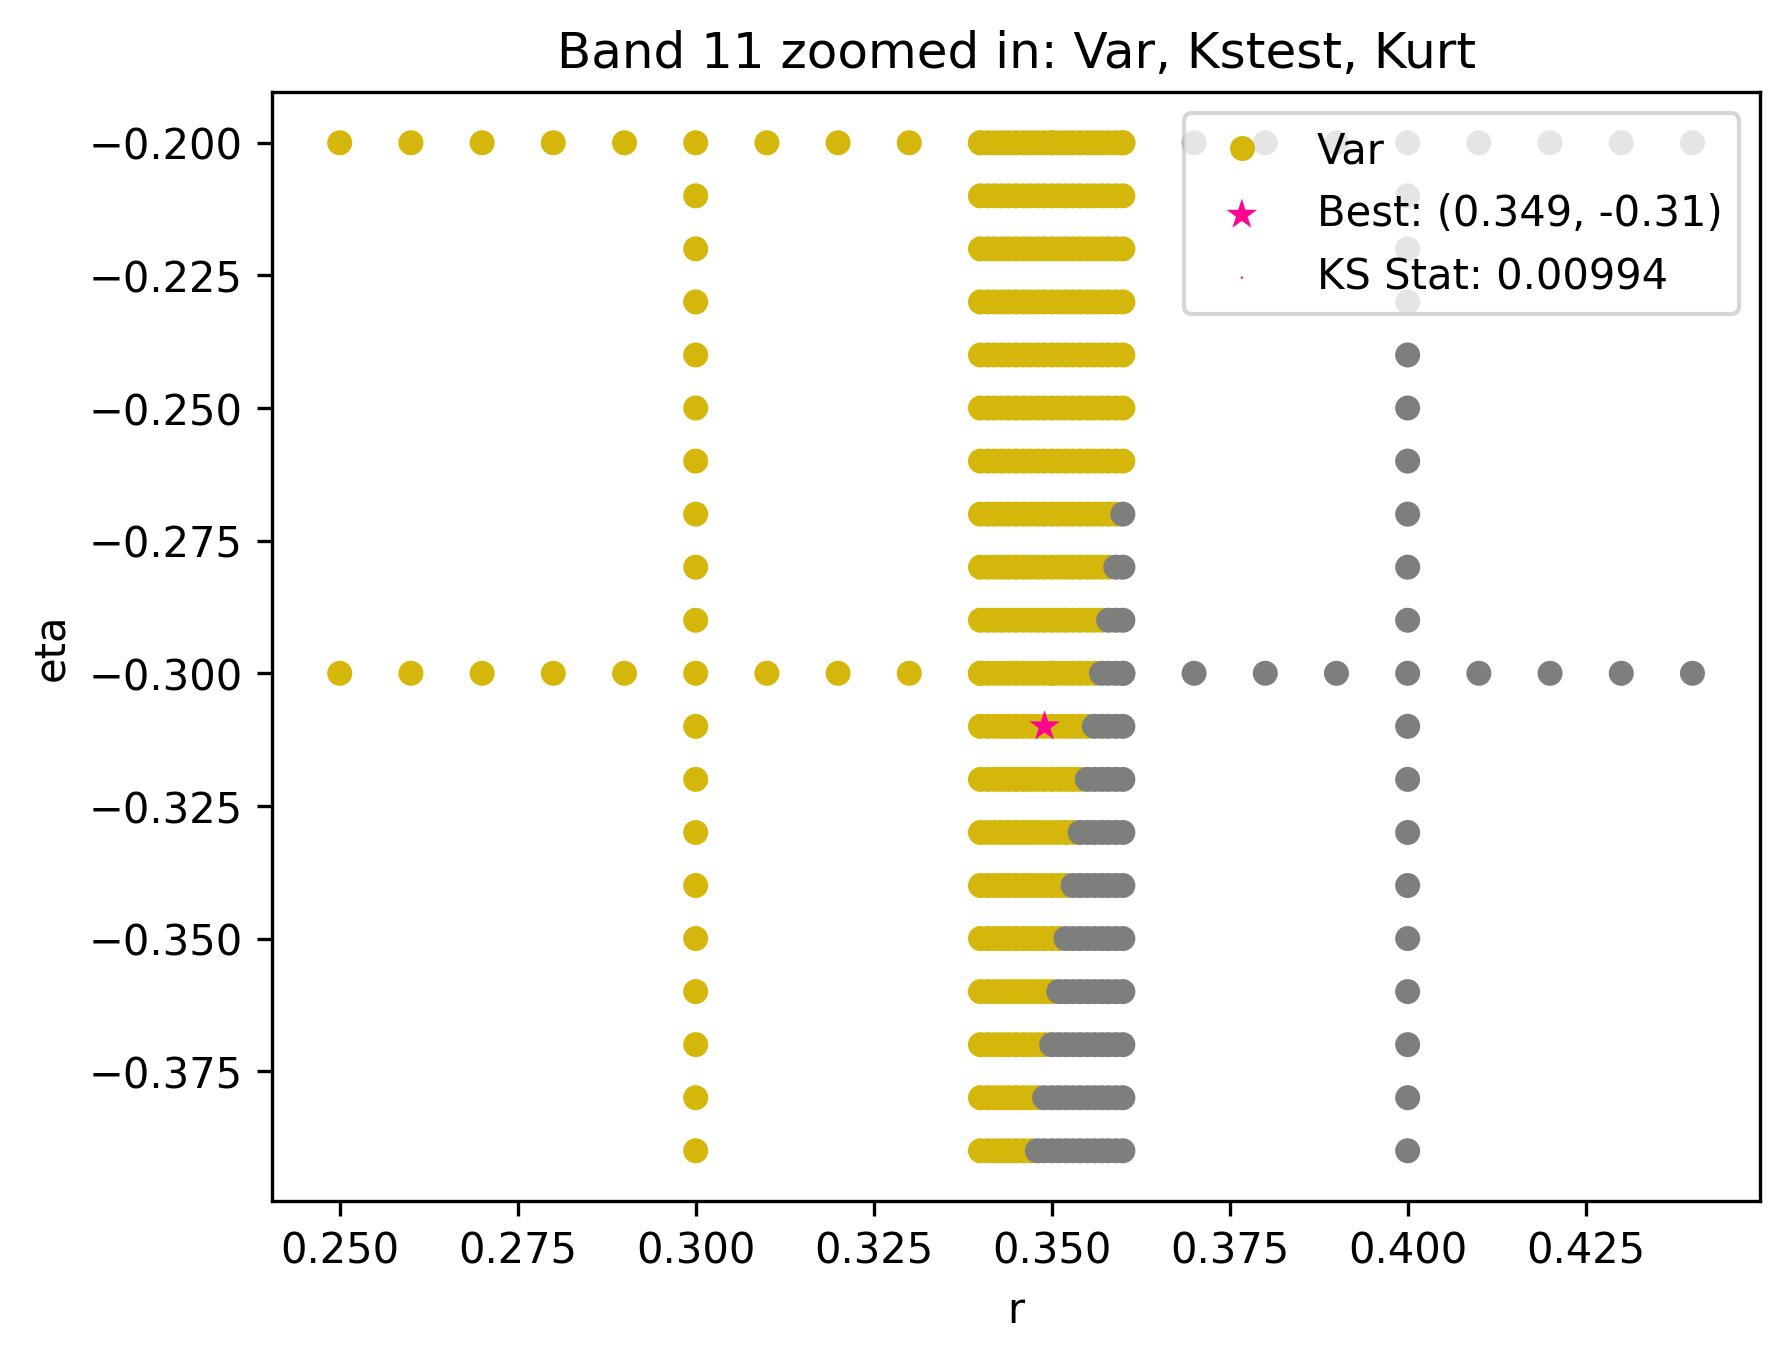 Band 11 zoomed in: Var, Kstest, Kurt
Var
Best: (0.349, -0.31)
KS Stat: 0.00994
−0.200
−0.225
−0.250
−0.275
−0.300
−0.325
−0.350
−0.375
eta
0.250 0.275 0.300 0.325 0.350 0.375 0.400 0.425
r